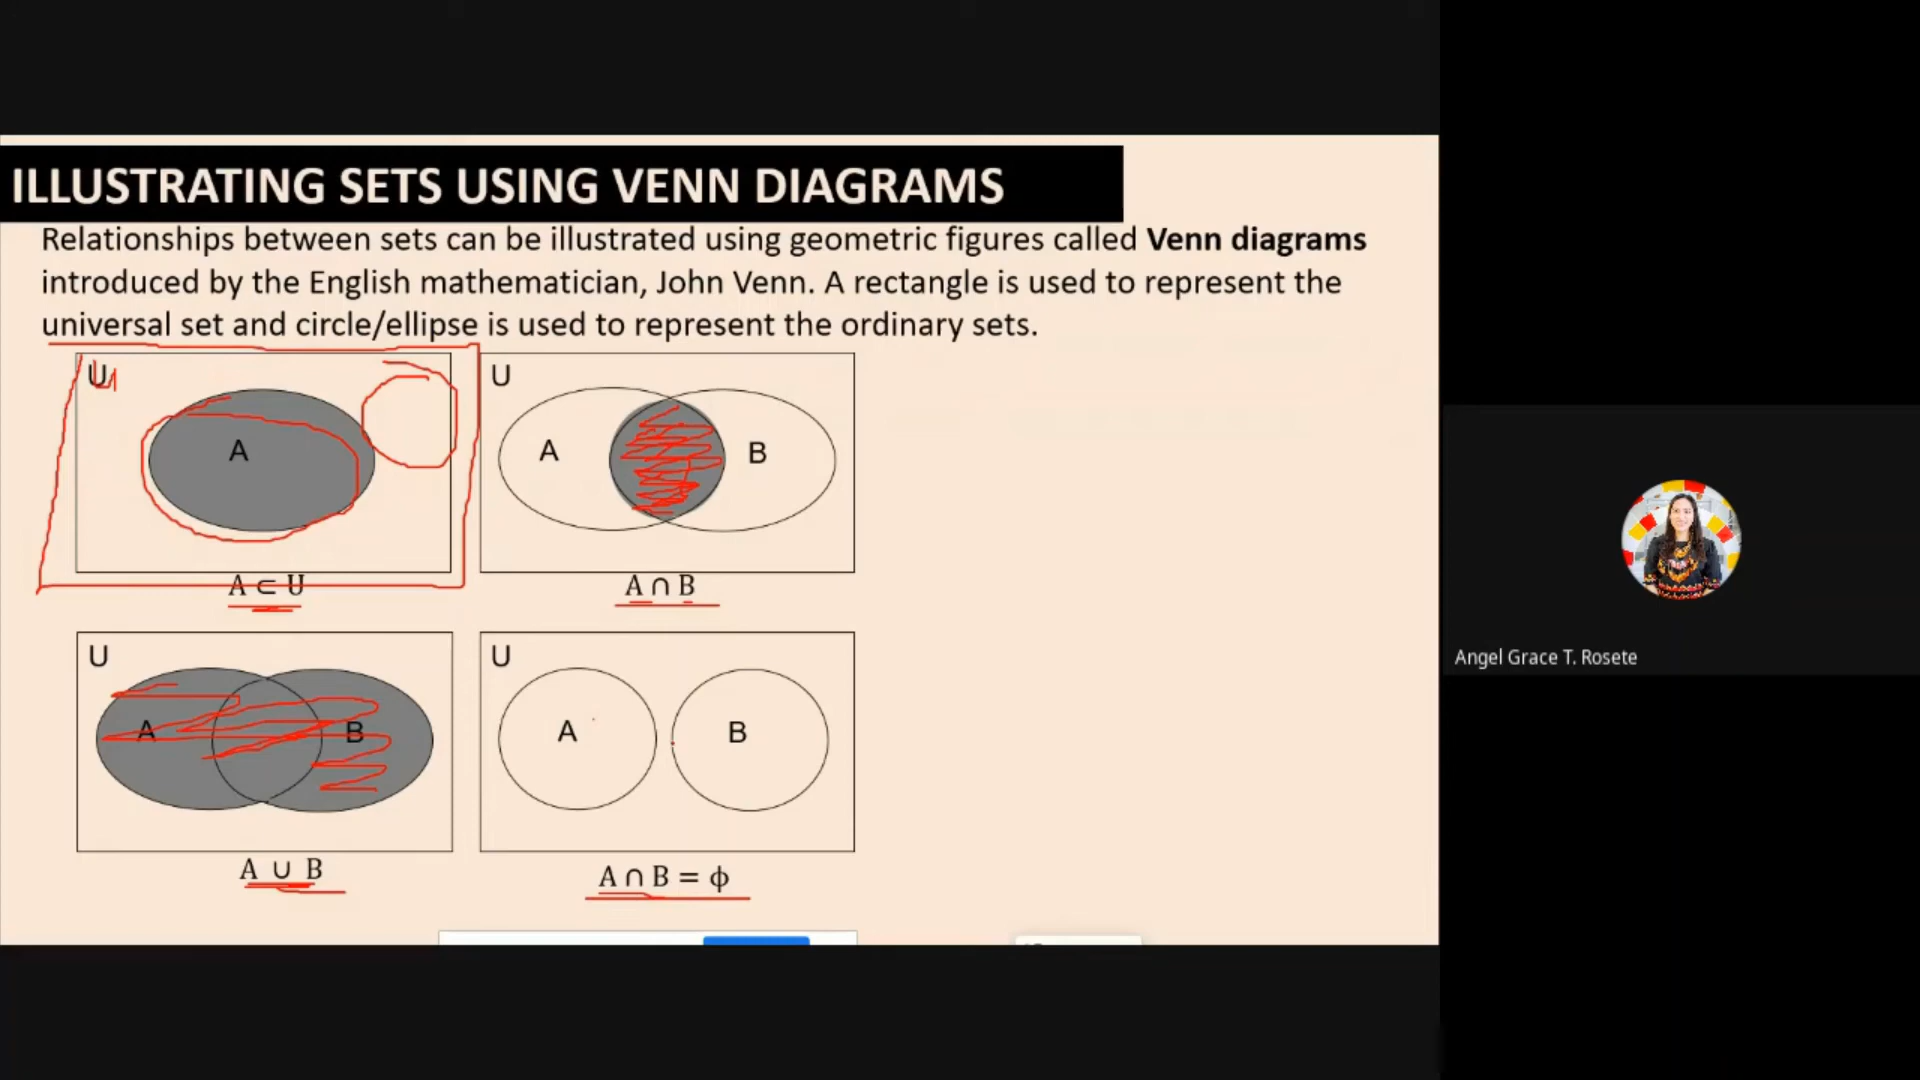 ILLUSTRATING SETS USING VENN DIAGRAMS
Relationships between sets can be illustrated using geometric figures called Venn diagrams
introduced by the English mathematician, John Venn. A rectangle is used to represent the
universal set and circle/ellipse is used to represent the ordinary sets.
U
A
A ⊂ U
U
A
B
A ∩ B
U
A
B
A ∪ B
U
A
B
A ∩ B = ϕ
Angel Grace T. Rosete